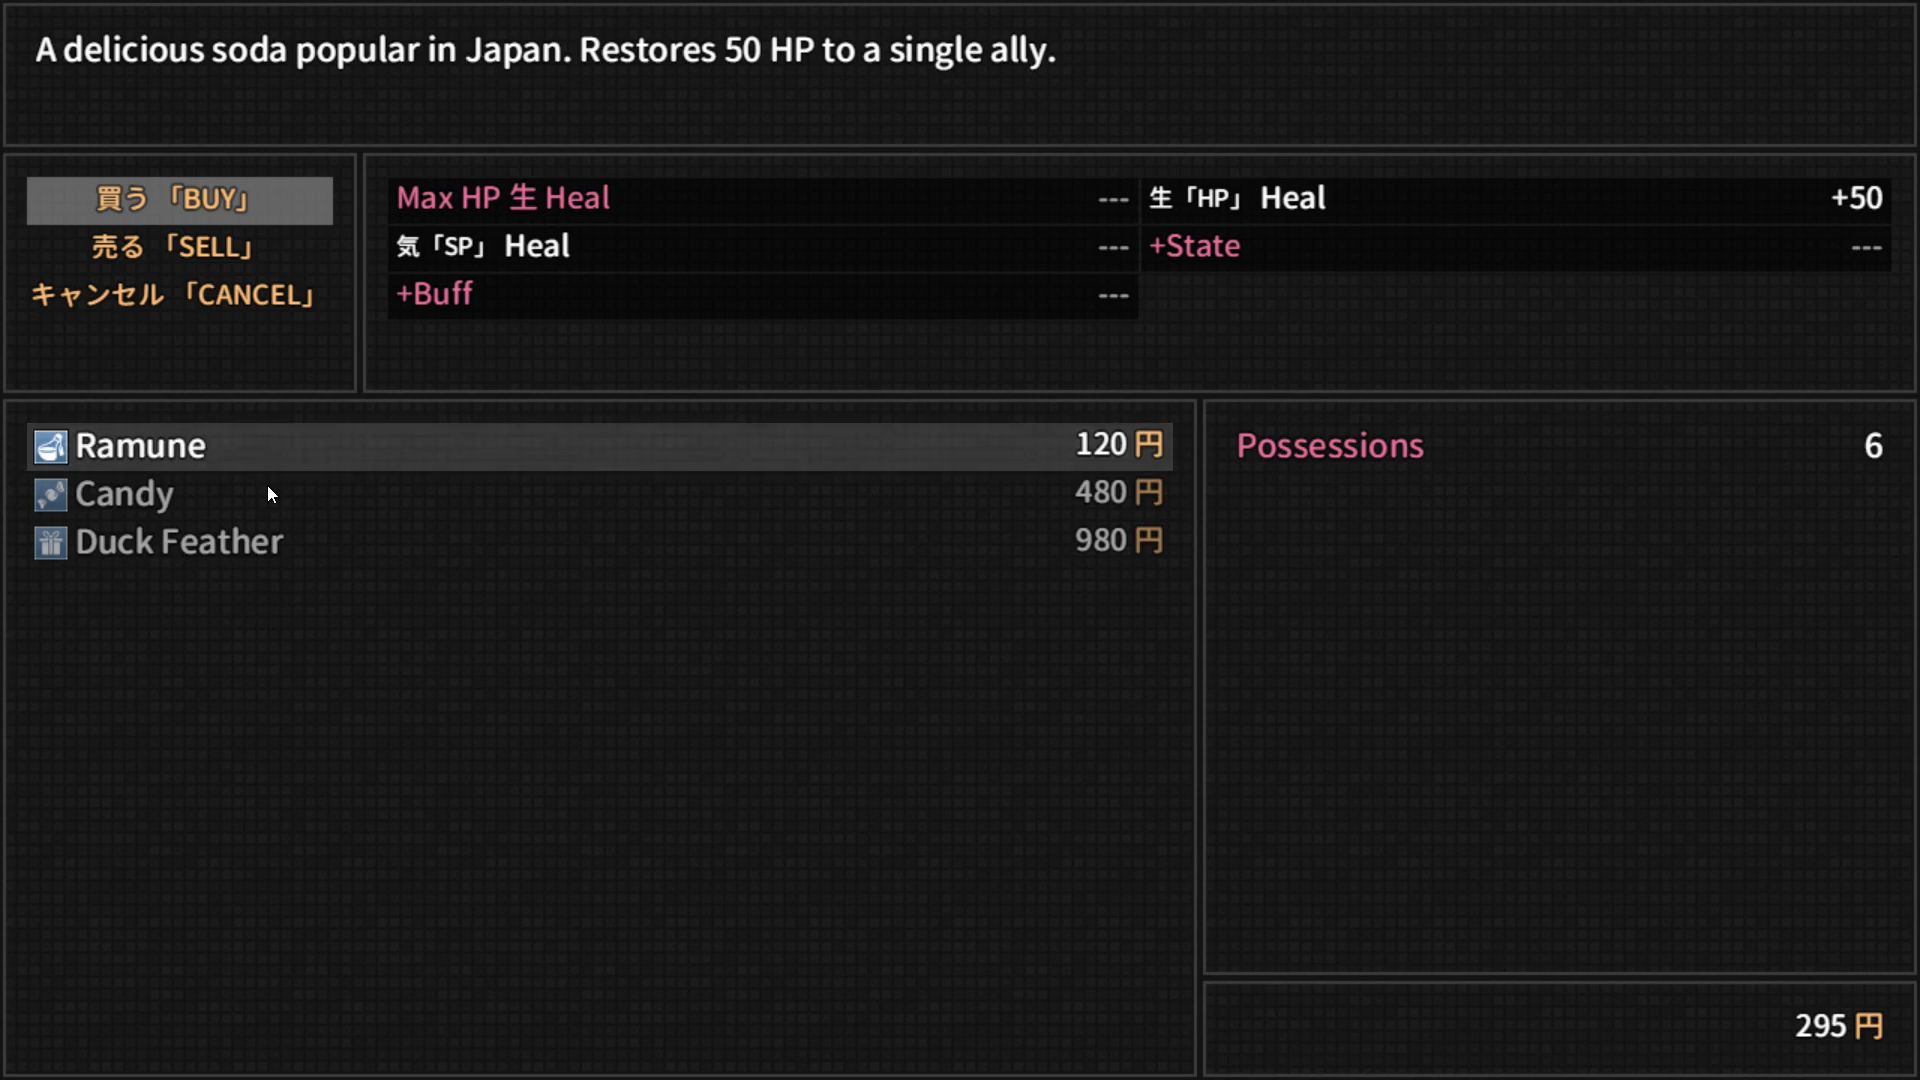 A delicious soda popular in Japan. Restores 50 HP to a single ally.
買う 「BUY」
売る 「SELL」
キャンセル 「CANCEL」
Max HP 生 Heal --- 生「HP」 Heal +50
気「SP」 Heal --- +State ---
+Buff ---
Ramune 120 円
Candy 480 円
Duck Feather 980 円
Possessions 6
295 円